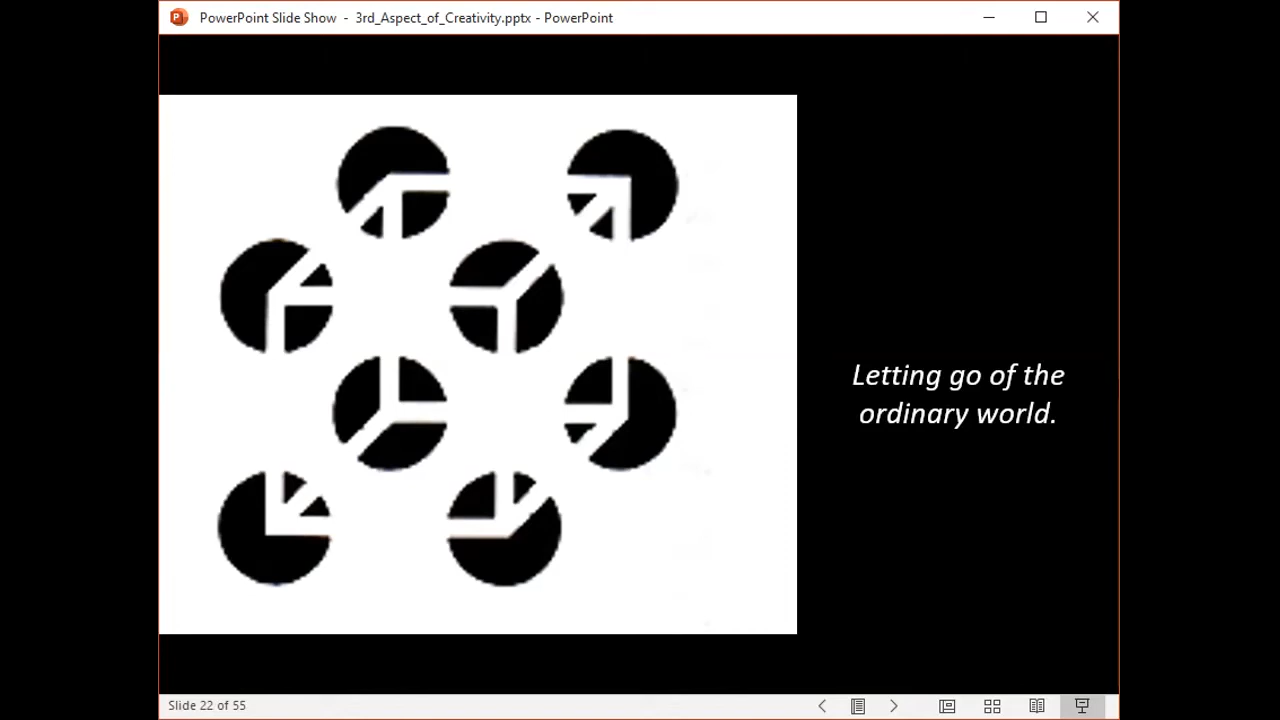 PowerPoint Slide Show - 3rd_Aspect_of_Creativity.pptx - PowerPoint
Letting go of the
ordinary world.
Slide 22 of 55